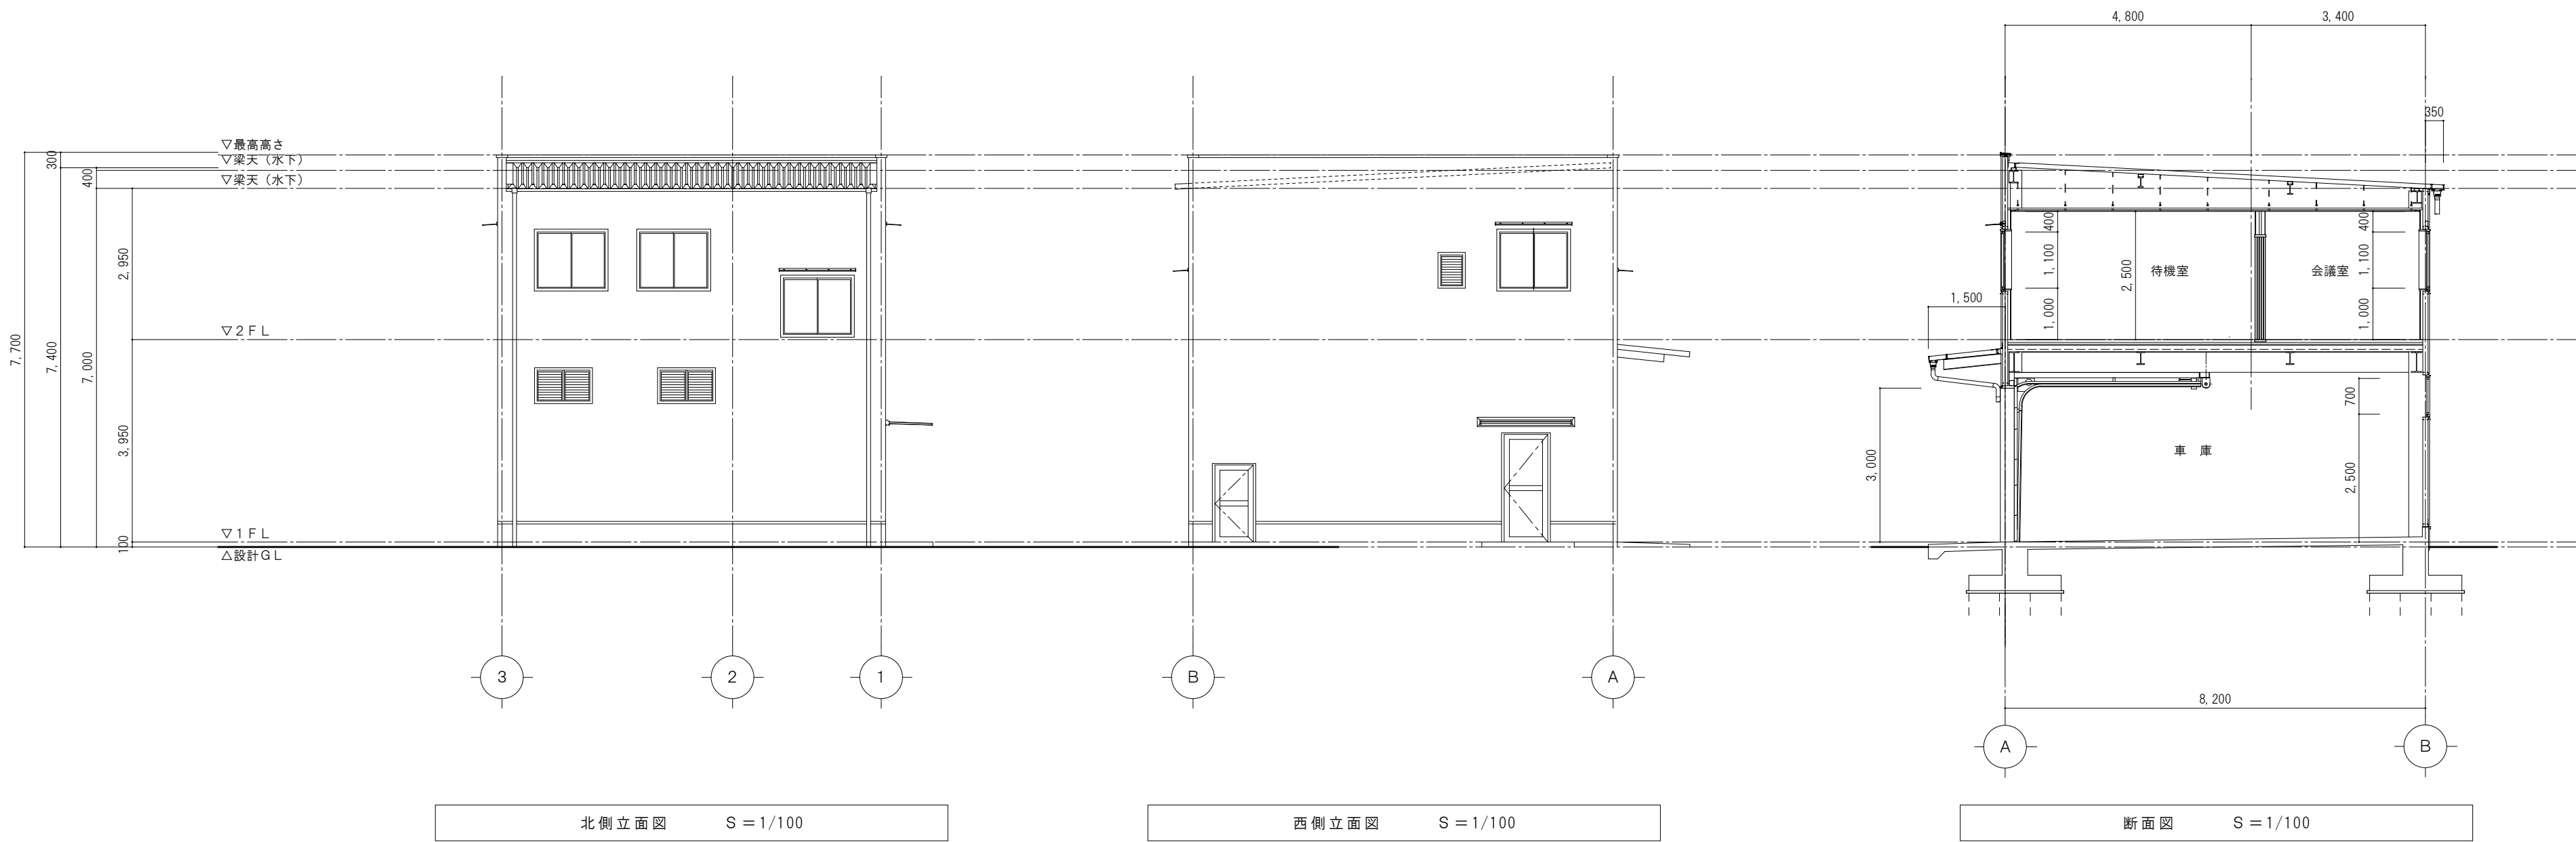 4,800
3,400
350
▽最高高さ
▽梁天（水下）
▽梁天（水下）
▽２ＦＬ
▽１ＦＬ
△設計ＧＬ
7,700
300
7,400
400
7,000
2,950
3,950
100
3
2
1
北側立面図 Ｓ＝1/100
B
A
西側立面図 Ｓ＝1/100
400
1,100
1,000
2,500
待機室
会議室
400
1,100
1,000
1,500
3,000
車 庫
700
2,500
8,200
A
B
断面図 Ｓ＝1/100